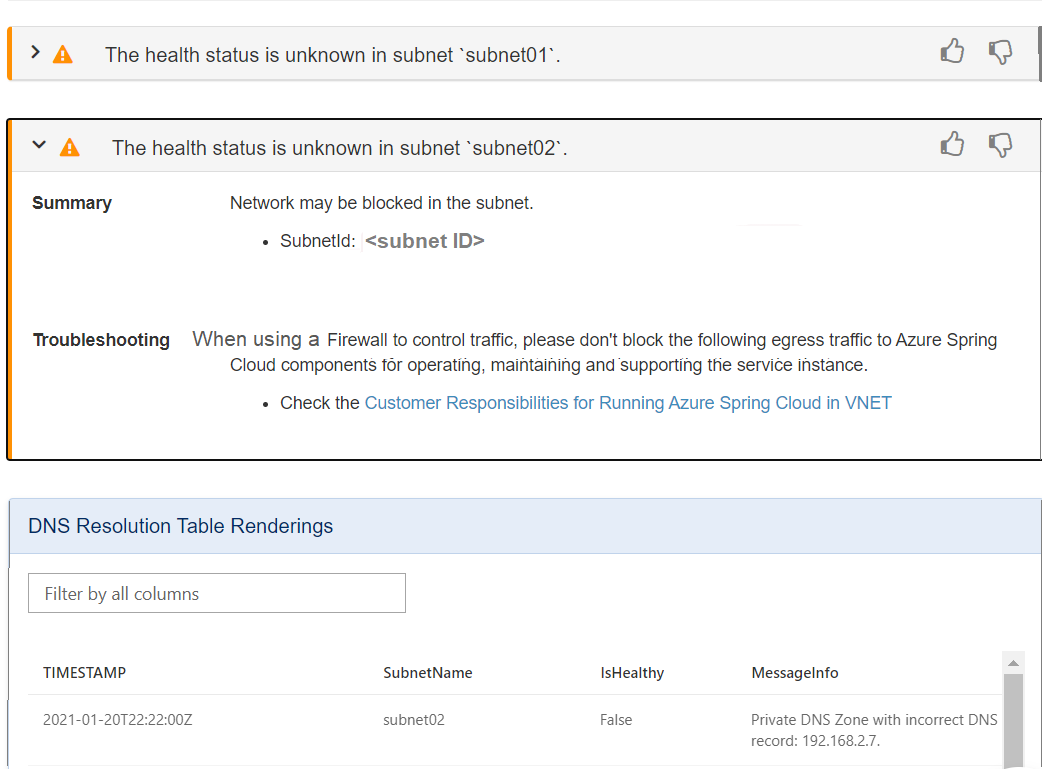 The health status is unknown in subnet `subnet01`.
The health status is unknown in subnet `subnet02`.
Summary Network may be blocked in the subnet.
• SubnetId: <subnet ID>
Troubleshooting When using a Firewall to control traffic, please don't block the following egress traffic to Azure Spring
Cloud components for operating, maintaining and supporting the service instance.
• Check the Customer Responsibilities for Running Azure Spring Cloud in VNET
DNS Resolution Table Renderings
Filter by all columns
TIMESTAMP SubnetName IsHealthy MessageInfo
2021-01-20T22:22:00Z subnet02 False Private DNS Zone with incorrect DNS
record: 192.168.2.7.